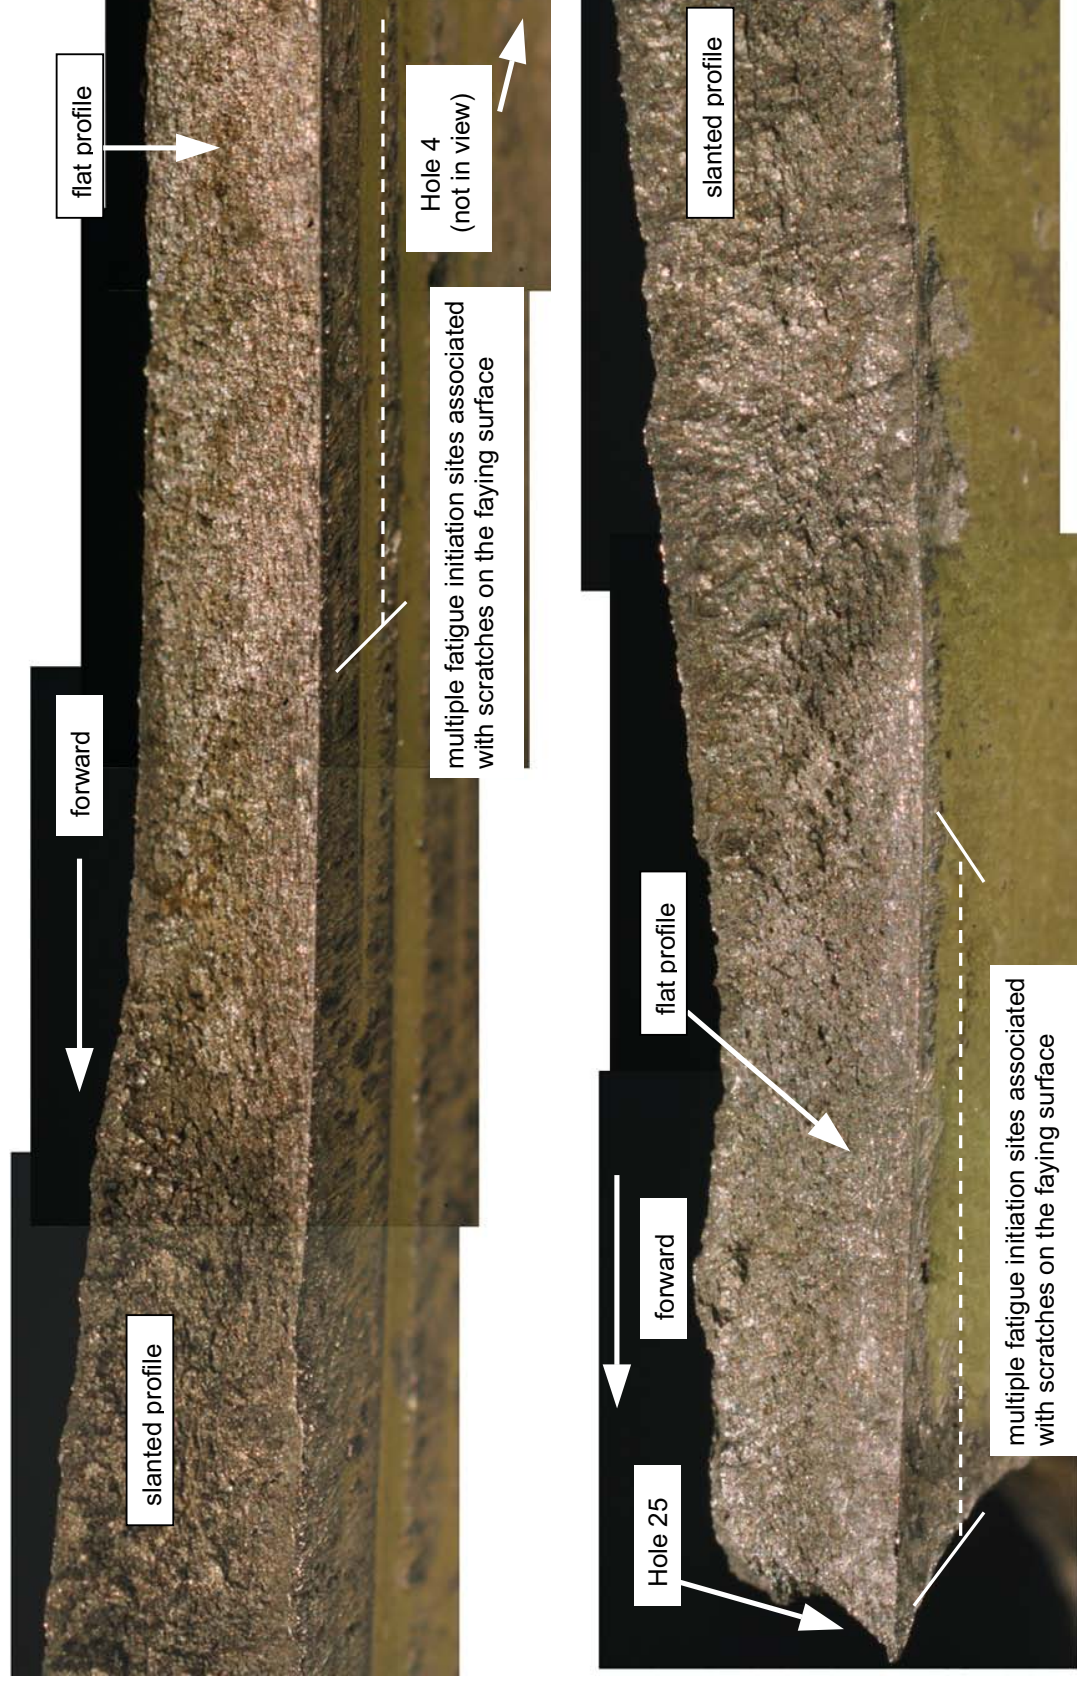 flat profile
Hole 4
(not in view)
multiple fatigue initiation sites associated
with scratches on the faying surface
forward
slanted profile
slanted profile
flat profile
multiple fatigue initiation sites associated
with scratches on the faying surface
forward
Hole 25